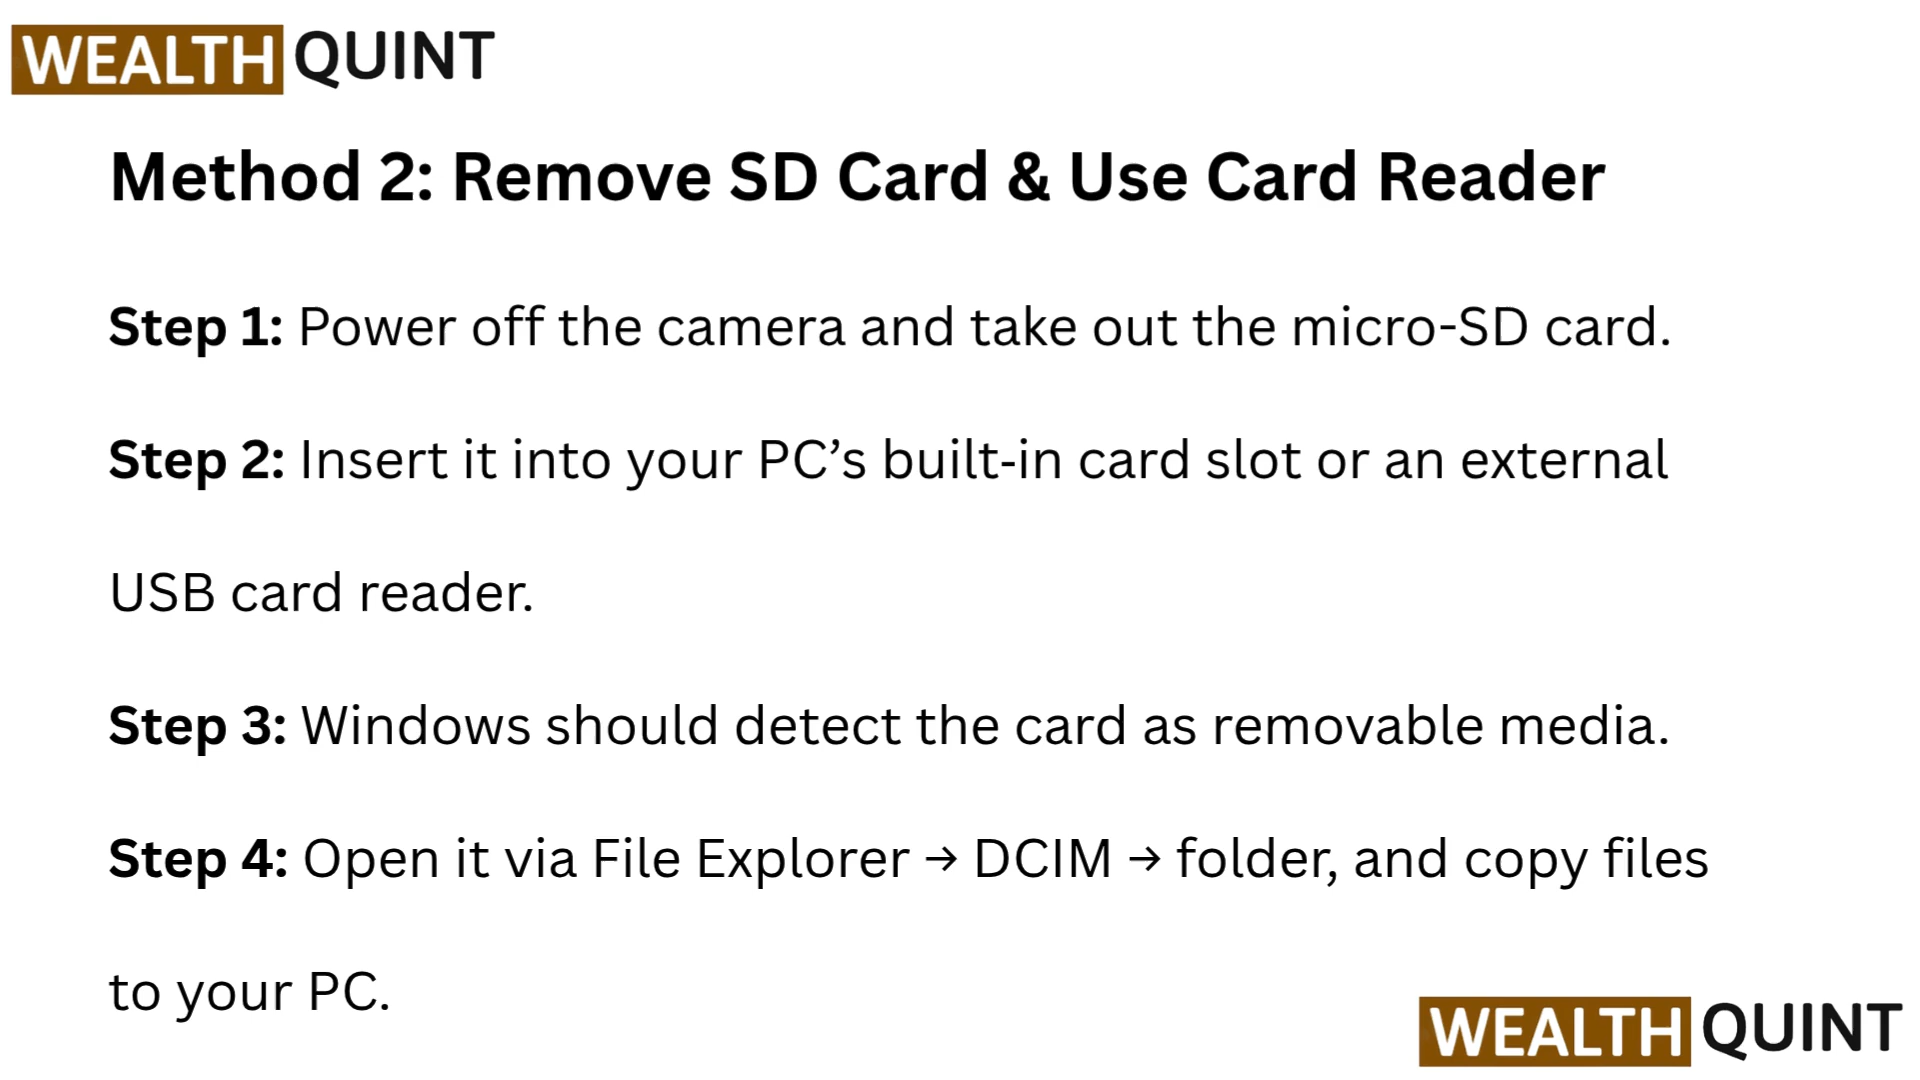 WEALTH QUINT
Method 2: Remove SD Card & Use Card Reader
Step 1: Power off the camera and take out the micro-SD card.
Step 2: Insert it into your PC’s built-in card slot or an external
USB card reader.
Step 3: Windows should detect the card as removable media.
Step 4: Open it via File Explorer → DCIM → folder, and copy files
to your PC.
WEALTH QUINT